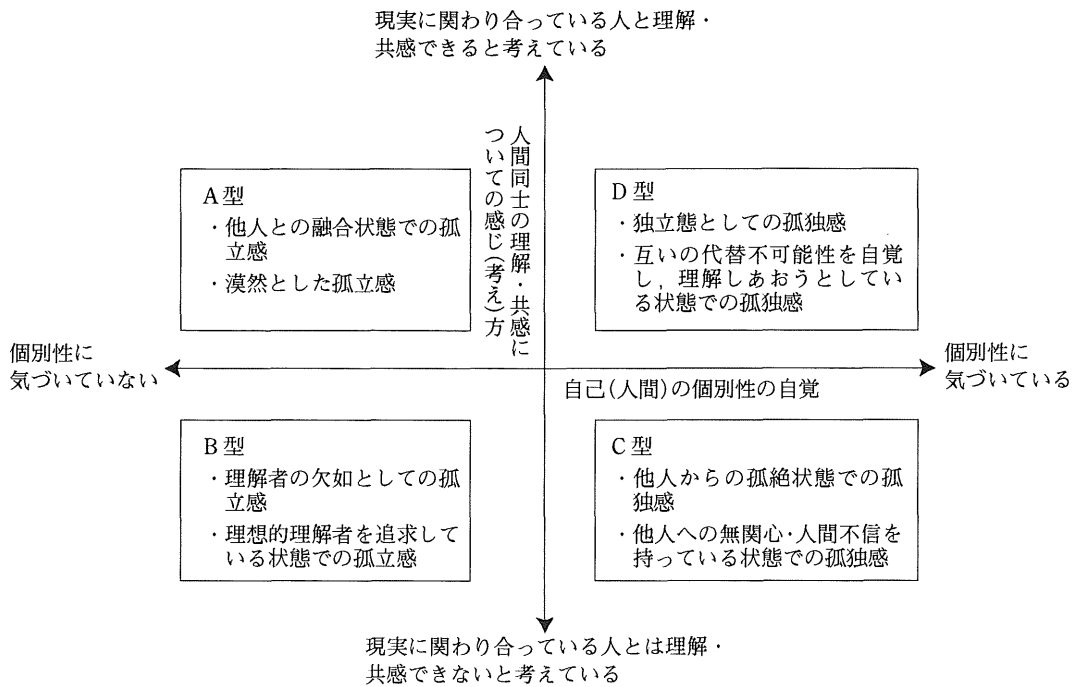 現実に関わり合っている人と理解・
共感できると考えている
人間同士の理解・共感に
ついての感じ(考え)方
A型
・他人との融合状態での孤
立感
・漠然とした孤立感
D型
・独立態としての孤独感
・互いの代替不可能性を自覚
し，理解しあおうとしてい
る状態での孤独感
個別性に
気づいていない
個別性に
気づいている
自己(人間)の個別性の自覚
B型
・理解者の欠如としての孤
立感
・理想的理解者を追求して
いる状態での孤立感
C型
・他人からの孤絶状態での孤
独感
・他人への無関心・人間不信を
持っている状態での孤独感
現実に関わり合っている人とは理解・
共感できないと考えている